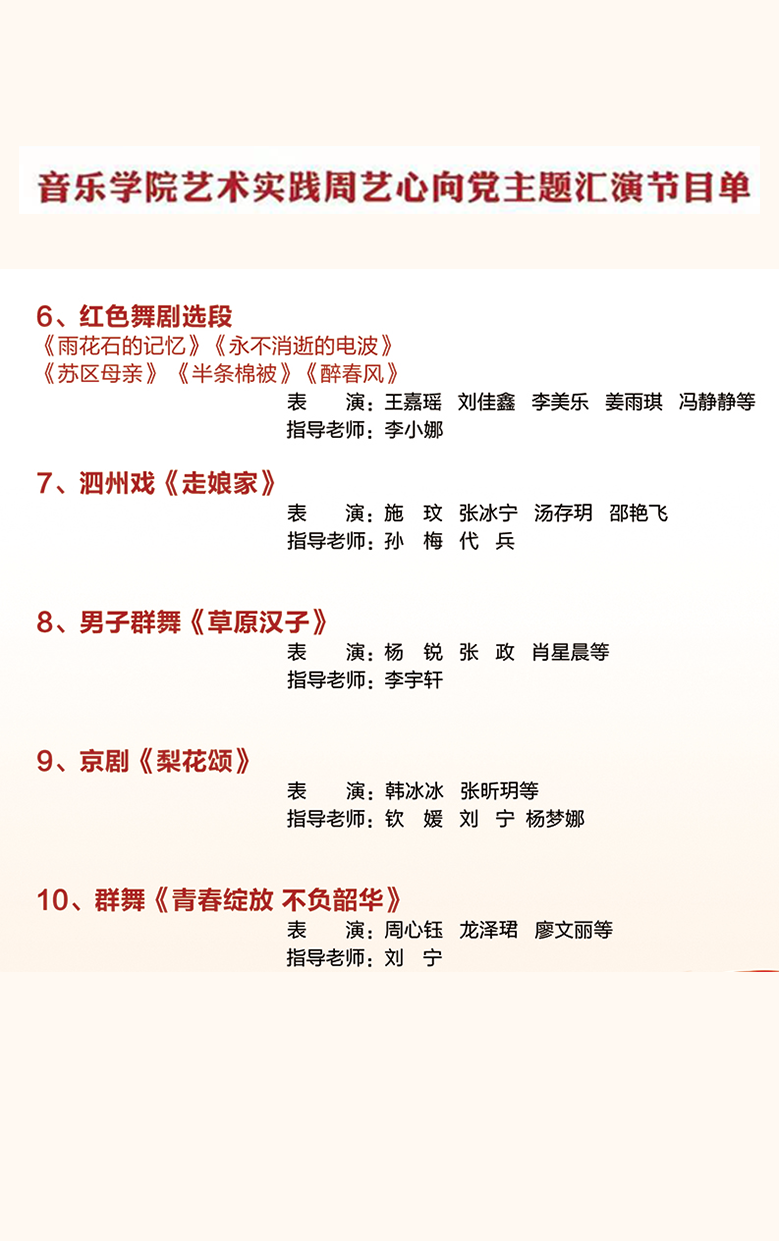 音乐学院艺术实践周艺心向党主题汇演节目单
6、红色舞剧选段
《雨花石的记忆》《永不消逝的电波》
《苏区母亲》《半条棉被》《醉春风》
表 演：王嘉瑶 刘佳鑫 李美乐 姜雨琪 冯静静等
指导老师：李小娜
7、泗州戏《走娘家》
表 演：施 玟 张冰宁 汤存玥 邵艳飞
指导老师：孙 梅 代 兵
8、男子群舞《草原汉子》
表 演：杨 锐 张 政 肖星晨等
指导老师：李宇轩
9、京剧《梨花颂》
表 演：韩冰冰 张昕玥等
指导老师：钦 媛 刘 宁 杨梦娜
10、群舞《青春绽放 不负韶华》
表 演：周心钰 龙泽珺 廖文丽等
指导老师：刘 宁